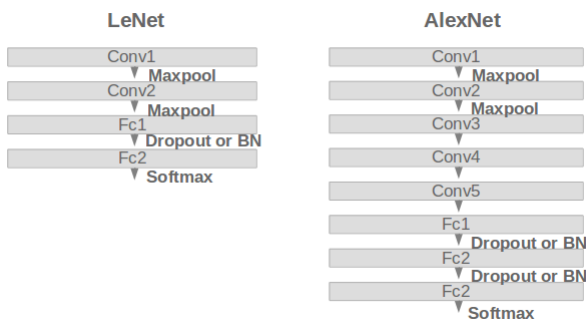 LeNet
Conv1
Maxpool
Conv2
Maxpool
Fc1
Dropout or BN
Fc2
Softmax
AlexNet
Conv1
Maxpool
Conv2
Maxpool
Conv3
Conv4
Conv5
Fc1
Dropout or BN
Fc2
Dropout or BN
Fc2
Softmax